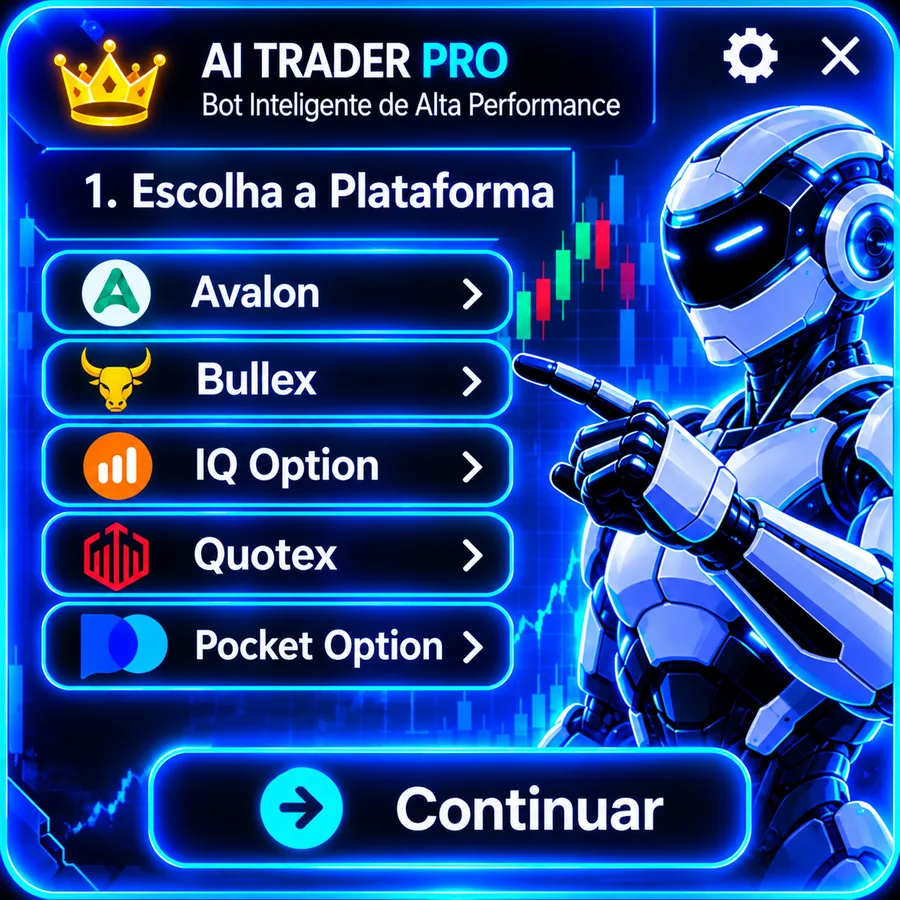 AI TRADER PRO
Bot Inteligente de Alta Performance
1. Escolha a Plataforma
Avalon
Bullex
IQ Option
Quotex
Pocket Option
Continuar